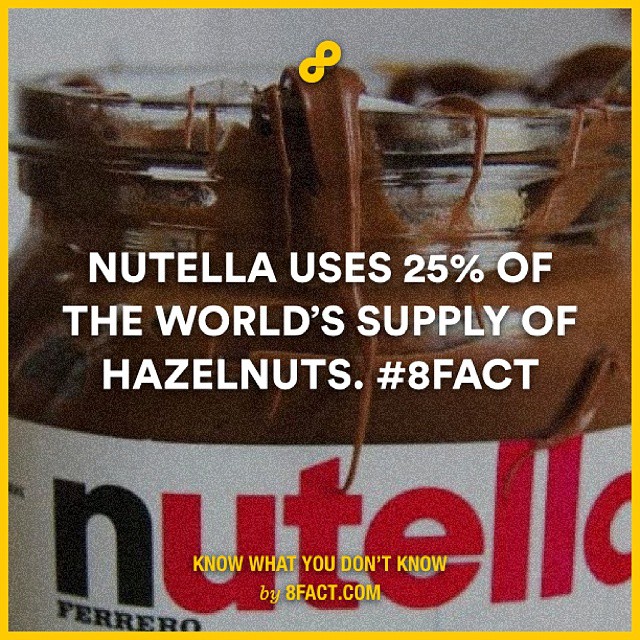 NUTELLA USES 25% OF
THE WORLD'S SUPPLY OF
HAZELNUTS. #8FACT
nutella
KNOW WHAT YOU DON'T KNOW
by 8FACT.COM
FERRERO